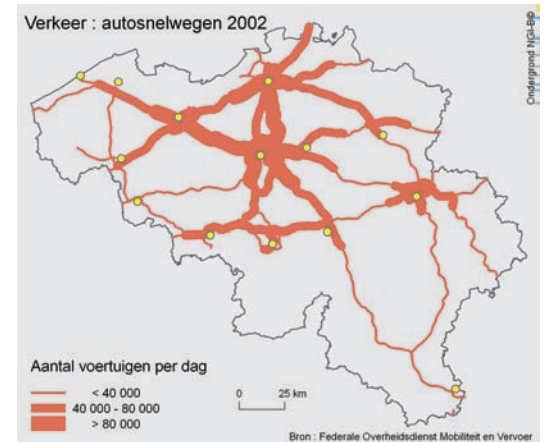 Verkeer : autosnelwegen 2002
Ondergrond NGI-B©
Aantal voertuigen per dag
< 40 000
40 000 - 80 000
> 80 000
0 25 km
Bron : Federale Overheidsdienst Mobiliteit en Vervoer